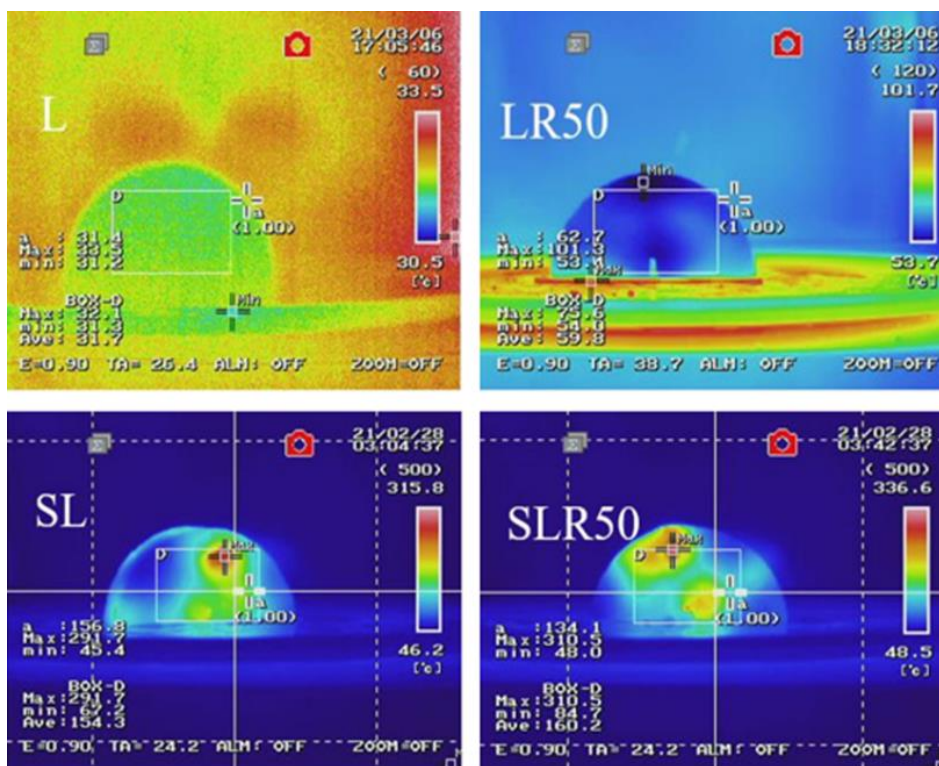 21/03/06
17:05:46
( 60)
33.5
L
D
a
(1.00)
a : 31.4
Max : 33.5
min : 31.2
30.5
[°C]
Min
BOX-D
Max : 32.1
min : 31.3
Ave : 31.7
E=0.90 TA= 26.4 ALM: OFF ZOOM=OFF
21/03/06
18:32:12
( 120)
101.7
LR50
Min
D
a
(1.00)
a : 62.7
Max :101.3
min : 53.4
53.7
[°C]
Max
BOX-D
Max : 75.6
min : 54.0
Ave : 59.8
E=0.90 TA= 38.7 ALM: OFF ZOOM=OFF
21/02/28
03:04:37
( 500)
315.8
SL
D
Max
a
(1.00)
a :156.8
Max:291.7
min: 45.4
46.2
[°C]
BOX-D
Max:291.7
Ave:154.3
E=0.90 TA= 24.2 ALM: OFF ZOOM=OFF
21/02/28
03:42:37
( 500)
336.6
SLR50
Max
D
a
(1.00)
a :134.1
Max:310.5
min: 48.0
48.5
[°C]
BOX-D
Max:310.5
min: 84.7
Ave:160.2
E=0.90 TA= 24.2 ALM: OFF ZOOM=OFF